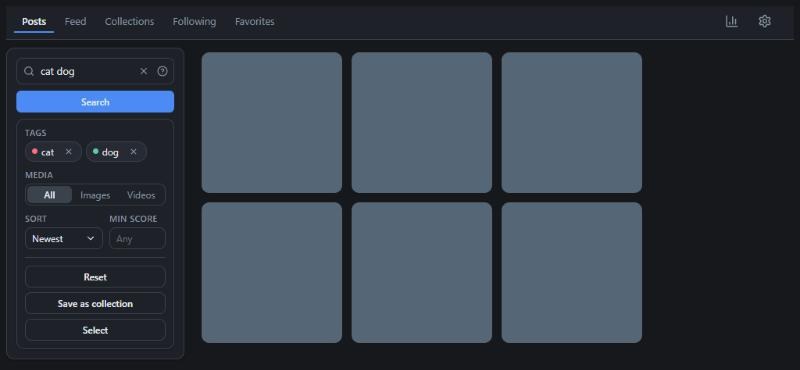 Posts Feed Collections Following Favorites
cat dog
Search
TAGS
cat dog
MEDIA
All Images Videos
SORT MIN SCORE
Newest Any
Reset
Save as collection
Select